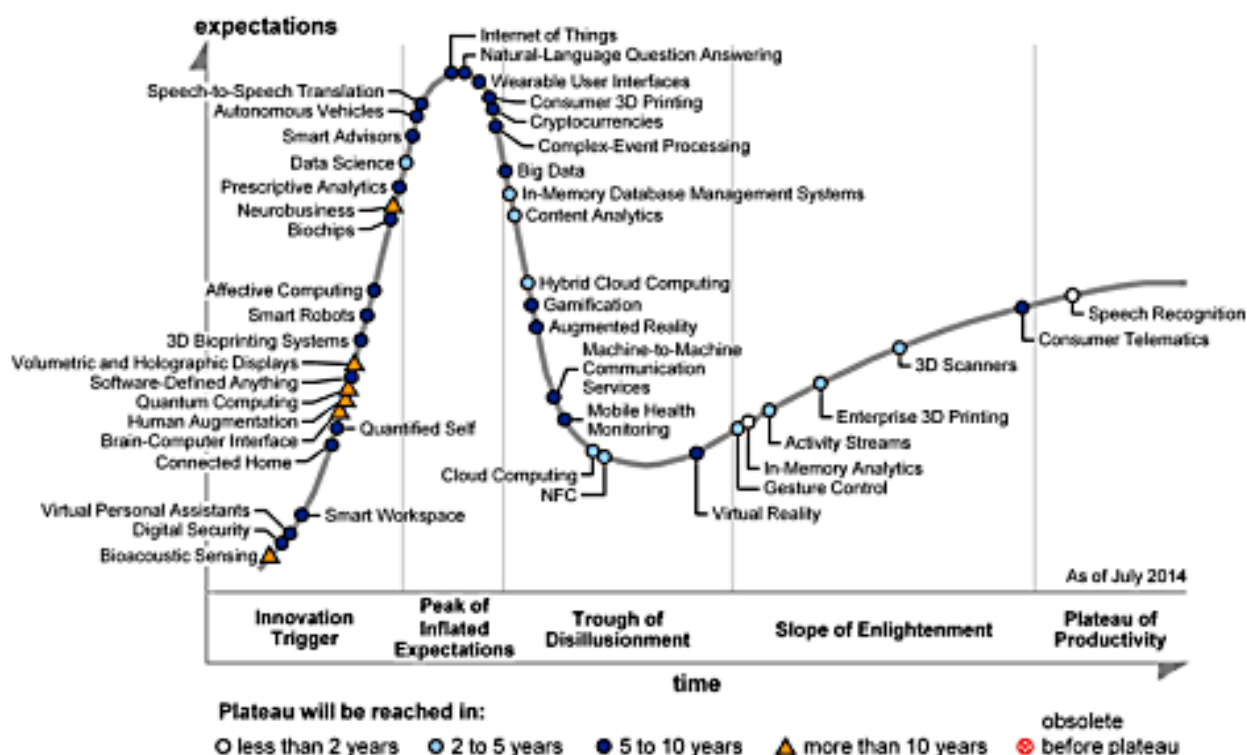 expectations
Internet of Things
Natural-Language Question Answering
Wearable User Interfaces
Speech-to-Speech Translation
Consumer 3D Printing
Autonomous Vehicles
Cryptocurrencies
Smart Advisors
Complex-Event Processing
Data Science
Big Data
Prescriptive Analytics
In-Memory Database Management Systems
Neurobusiness
Content Analytics
Biochips
Hybrid Cloud Computing
Affective Computing
Gamification
Smart Robots
Augmented Reality
Speech Recognition
3D Bioprinting Systems
Consumer Telematics
Machine-to-Machine
Communication
Services
Volumetric and Holographic Displays
3D Scanners
Software-Defined Anything
Quantum Computing
Mobile Health
Monitoring
Human Augmentation
Enterprise 3D Printing
Brain-Computer Interface
Quantified Self
Activity Streams
Connected Home
Cloud Computing
In-Memory Analytics
NFC
Gesture Control
Virtual Personal Assistants
Smart Workspace
Virtual Reality
Digital Security
Bioacoustic Sensing
As of July 2014
Innovation
Trigger
Peak of
Inflated
Expectations
Trough of
Disillusionment
Slope of Enlightenment
Plateau of
Productivity
time
Plateau will be reached in:
less than 2 years
2 to 5 years
5 to 10 years
more than 10 years
obsolete
before plateau